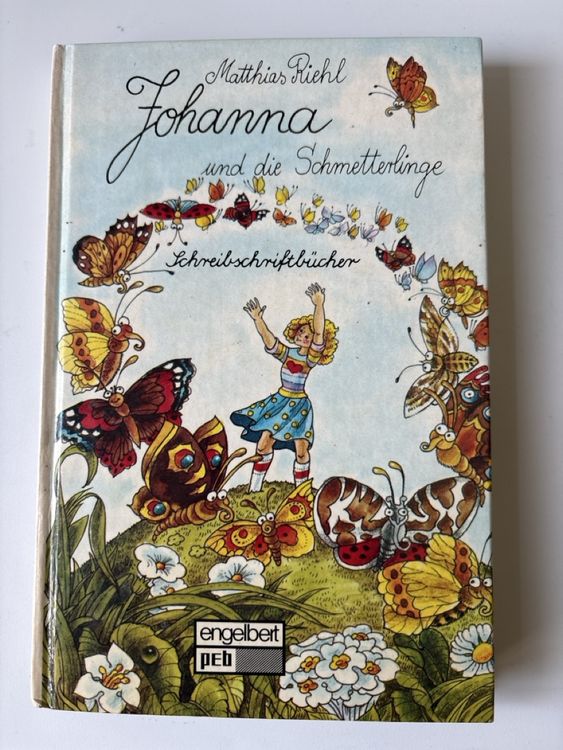 Matthias Riehl
Johanna
und die Schmetterlinge
Schreibschriftbücher
engelbert
peb